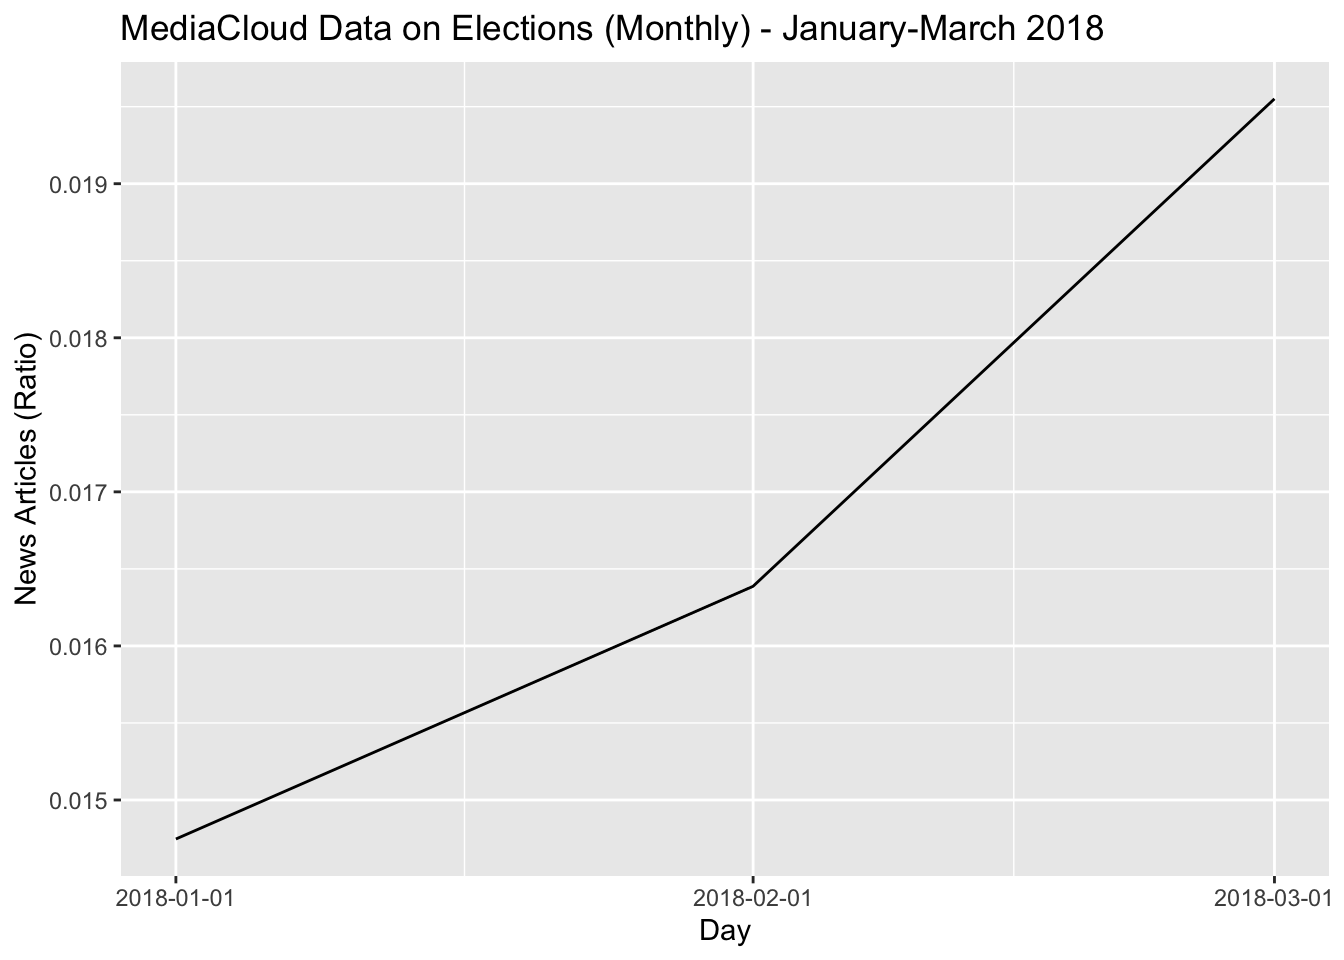 MediaCloud Data on Elections (Monthly) - January-March 2018
News Articles (Ratio)
0.019
0.018
0.017
0.016
0.015
2018-01-01
2018-02-01
2018-03-01
Day